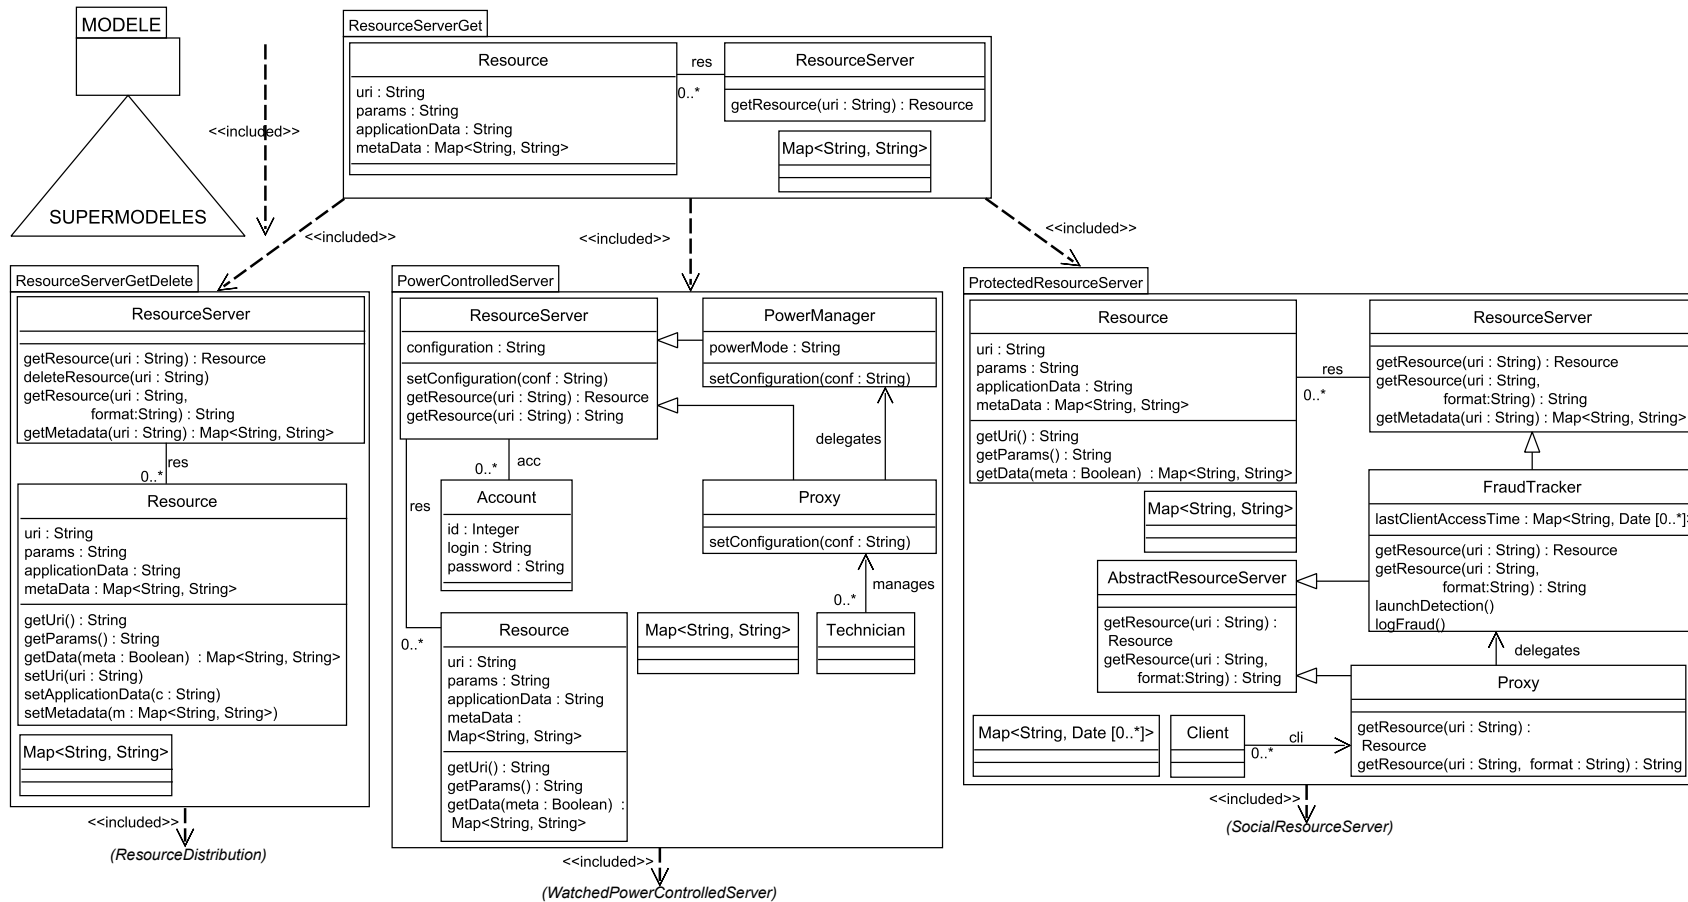 MODELE
<<included>>
SUPERMODELES
ResourceServerGet
Resource
uri : String
params : String
applicationData : String
metaData : Map<String, String>
res
0..*
ResourceServer
getResource(uri : String) : Resource
Map<String, String>
<<included>>
<<included>>
<<included>>
ResourceServerGetDelete
ResourceServer
getResource(uri : String) : Resource
deleteResource(uri : String)
getResource(uri : String,
format:String) : String
getMetadata(uri : String) : Map<String, String>
res
0..*
Resource
uri : String
params : String
applicationData : String
metaData : Map<String, String>
getUri() : String
getParams() : String
getData(meta : Boolean) : Map<String, String>
setUri(uri : String)
setApplicationData(c : String)
setMetadata(m : Map<String, String>)
Map<String, String>
<<included>>
(ResourceDistribution)
PowerControlledServer
ResourceServer
configuration : String
setConfiguration(conf : String)
getResource(uri : String) : Resource
getResource(uri : String) : String
PowerManager
powerMode : String
setConfiguration(conf : String)
delegates
acc
0..*
res
0..*
Account
id : Integer
login : String
password : String
Proxy
setConfiguration(conf : String)
manages
0..*
Technician
Map<String, String>
Resource
uri : String
params : String
applicationData : String
metaData :
Map<String, String>
getUri() : String
getParams() : String
getData(meta : Boolean) :
Map<String, String>
<<included>>
(WatchedPowerControlledServer)
ProtectedResourceServer
Resource
uri : String
params : String
applicationData : String
metaData : Map<String, String>
getUri() : String
getParams() : String
getData(meta : Boolean) : Map<String, String>
res
0..*
ResourceServer
getResource(uri : String) : Resource
getResource(uri : String,
format:String) : String
getMetadata(uri : String) : Map<String, String>
Map<String, String>
FraudTracker
lastClientAccessTime : Map<String, Date [0..*]>
getResource(uri : String) : Resource
getResource(uri : String,
format:String) : String
launchDetection()
logFraud()
AbstractResourceServer
getResource(uri : String) :
Resource
getResource(uri : String,
format:String) : String
delegates
Proxy
getResource(uri : String) :
Resource
getResource(uri : String, format : String) : String
Map<String, Date [0..*]>
Client
cli
0..*
<<included>>
(SocialResourceServer)